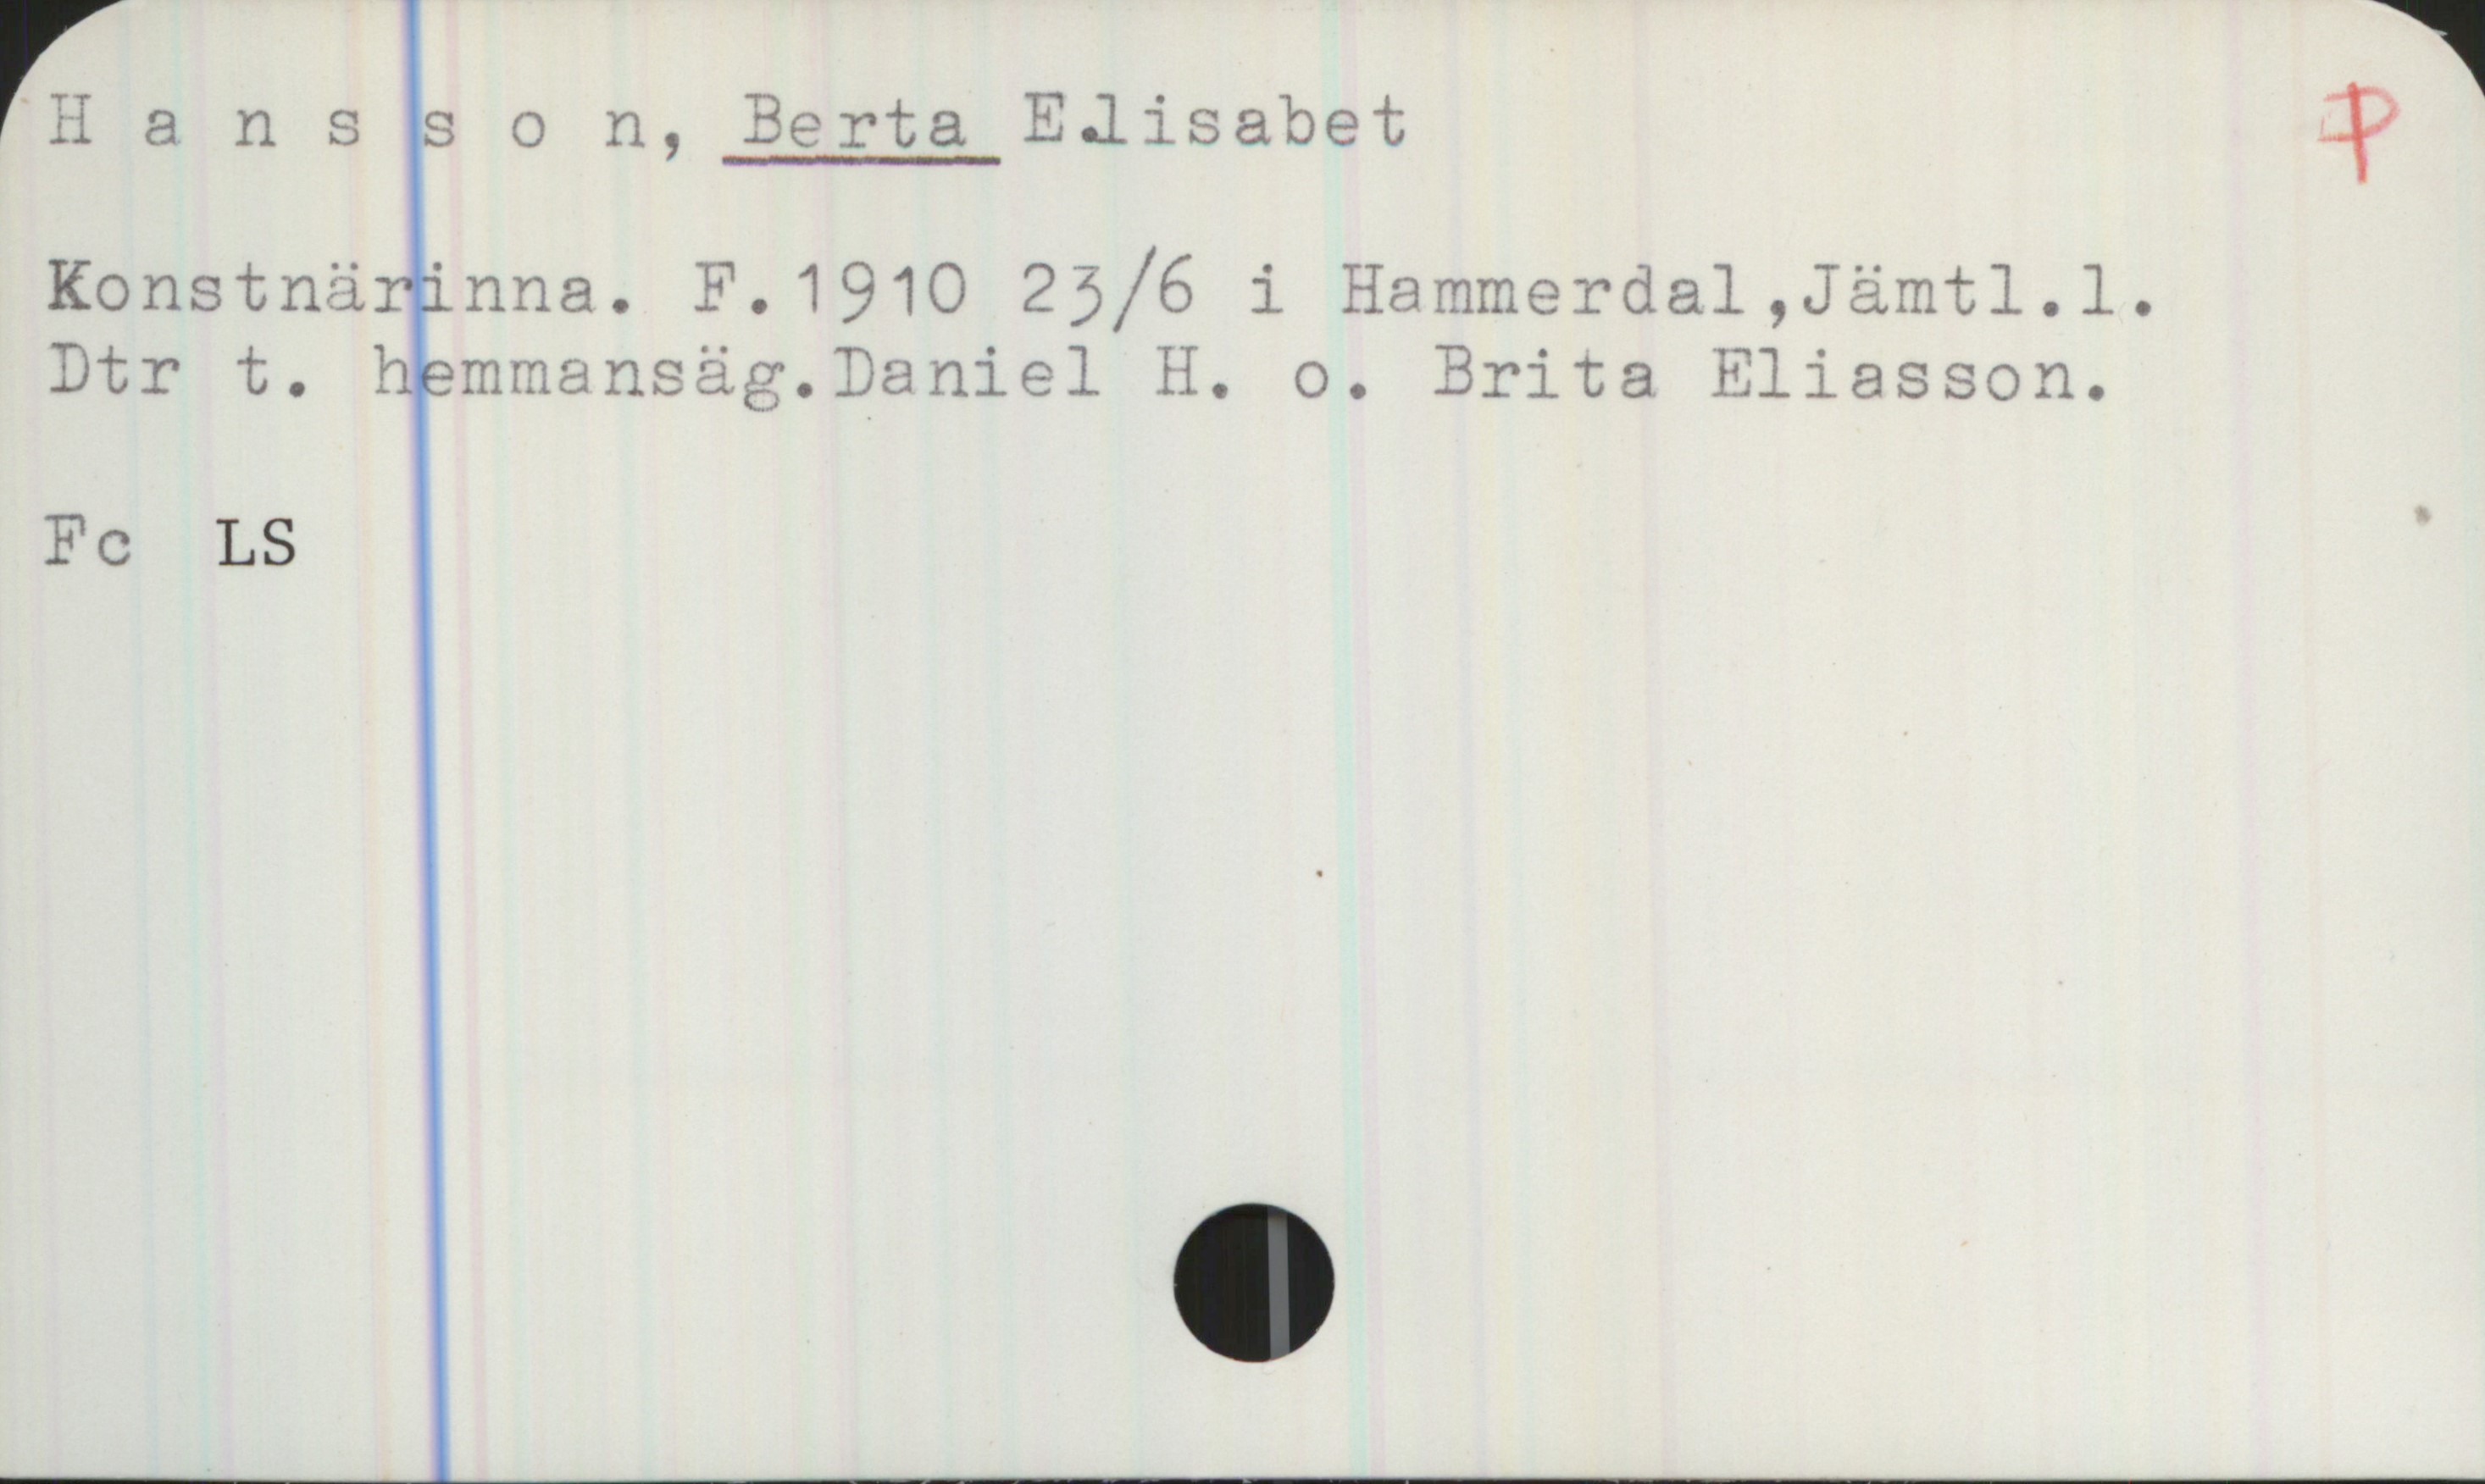 H a n s s o n, Berta Elisabet P
Konstnärinna. F.1910 23/6 i Hammerdal,Jämtl.l.
Dtr t. hemmansäg.Daniel H. o. Brita Eliasson.
Fc LS